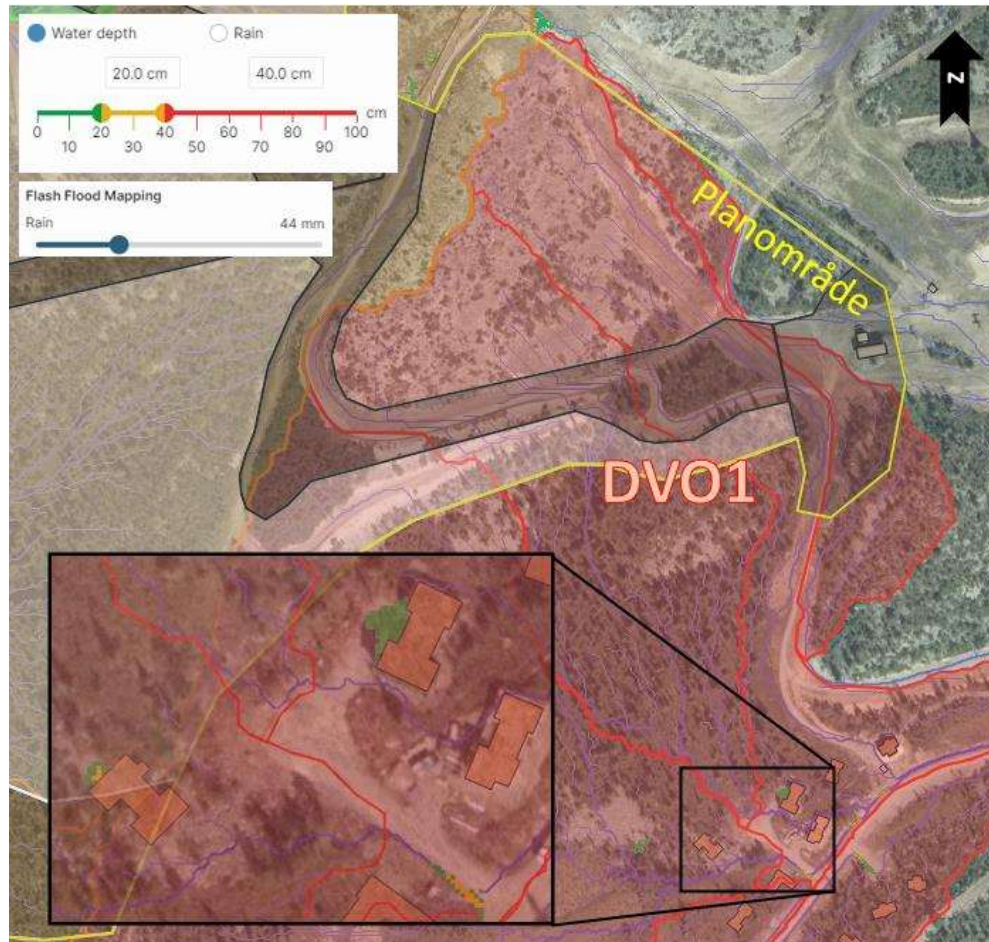 Water depth
Rain
20.0 cm
40.0 cm
cm
0 20 40 60 80 100
10 30 50 70 90
Flash Flood Mapping
Rain
44 mm
N
Planområde
DVO1